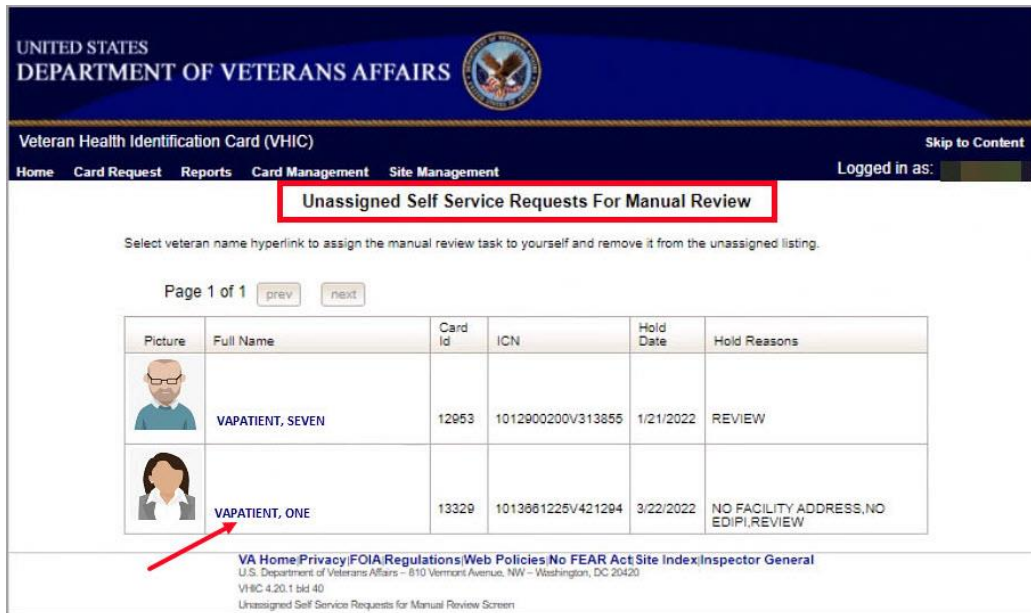 UNITED STATES
DEPARTMENT OF VETERANS AFFAIRS
Veteran Health Identification Card (VHIC)
Skip to Content
Home Card Request Reports Card Management Site Management Logged in as:
Unassigned Self Service Requests For Manual Review
Select veteran name hyperlink to assign the manual review task to yourself and remove it from the unassigned listing.
Page 1 of 1 prev next
Picture Full Name Card Id ICN Hold Date Hold Reasons
VAPATIENT, SEVEN 12953 1012900200V313855 1/21/2022 REVIEW
VAPATIENT, ONE 13329 1013661225V421294 3/22/2022 NO FACILITY ADDRESS,NO
EDIPI,REVIEW
VA Home|Privacy|FOIA|Regulations|Web Policies|No FEAR Act|Site Index|Inspector General
U.S. Department of Veterans Affairs – 810 Vermont Avenue, NW – Washington, DC 20420
VHIC 4.20.1 bld 40
Unassigned Self Service Requests for Manual Review Screen